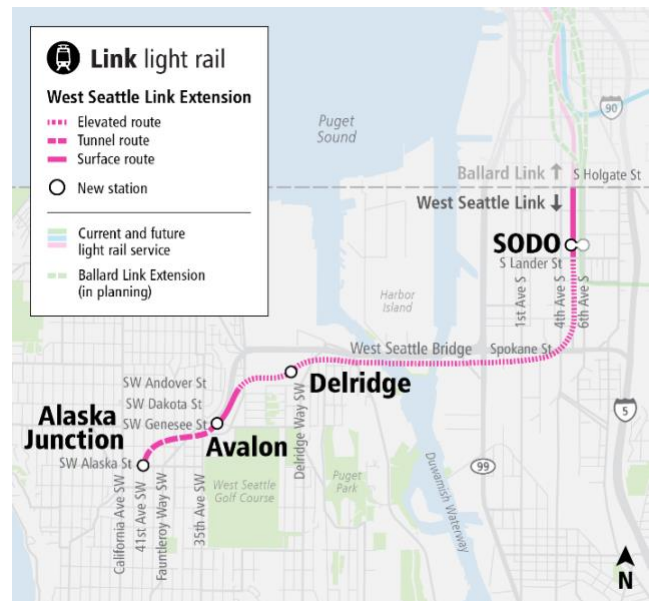 Link light rail
West Seattle Link Extension
Elevated route
Tunnel route
Surface route
New station
Current and future
light rail service
Ballard Link Extension
(in planning)
Puget
Sound
90
Ballard Link ↑
S Holgate St
West Seattle Link ↓
SODO
S Lander St
Harbor
Island
1st Ave S
4th Ave S
6th Ave S
West Seattle Bridge
Spokane St
SW Andover St
Delridge
SW Dakota St
Alaska
Junction
SW Genesee St
Avalon
5
SW Alaska St
Delridge Way SW
99
California Ave SW
41st Ave SW
Fauntleroy Way SW
35th Ave SW
West Seattle
Golf Course
Puget
Park
Duwamish Waterway
N